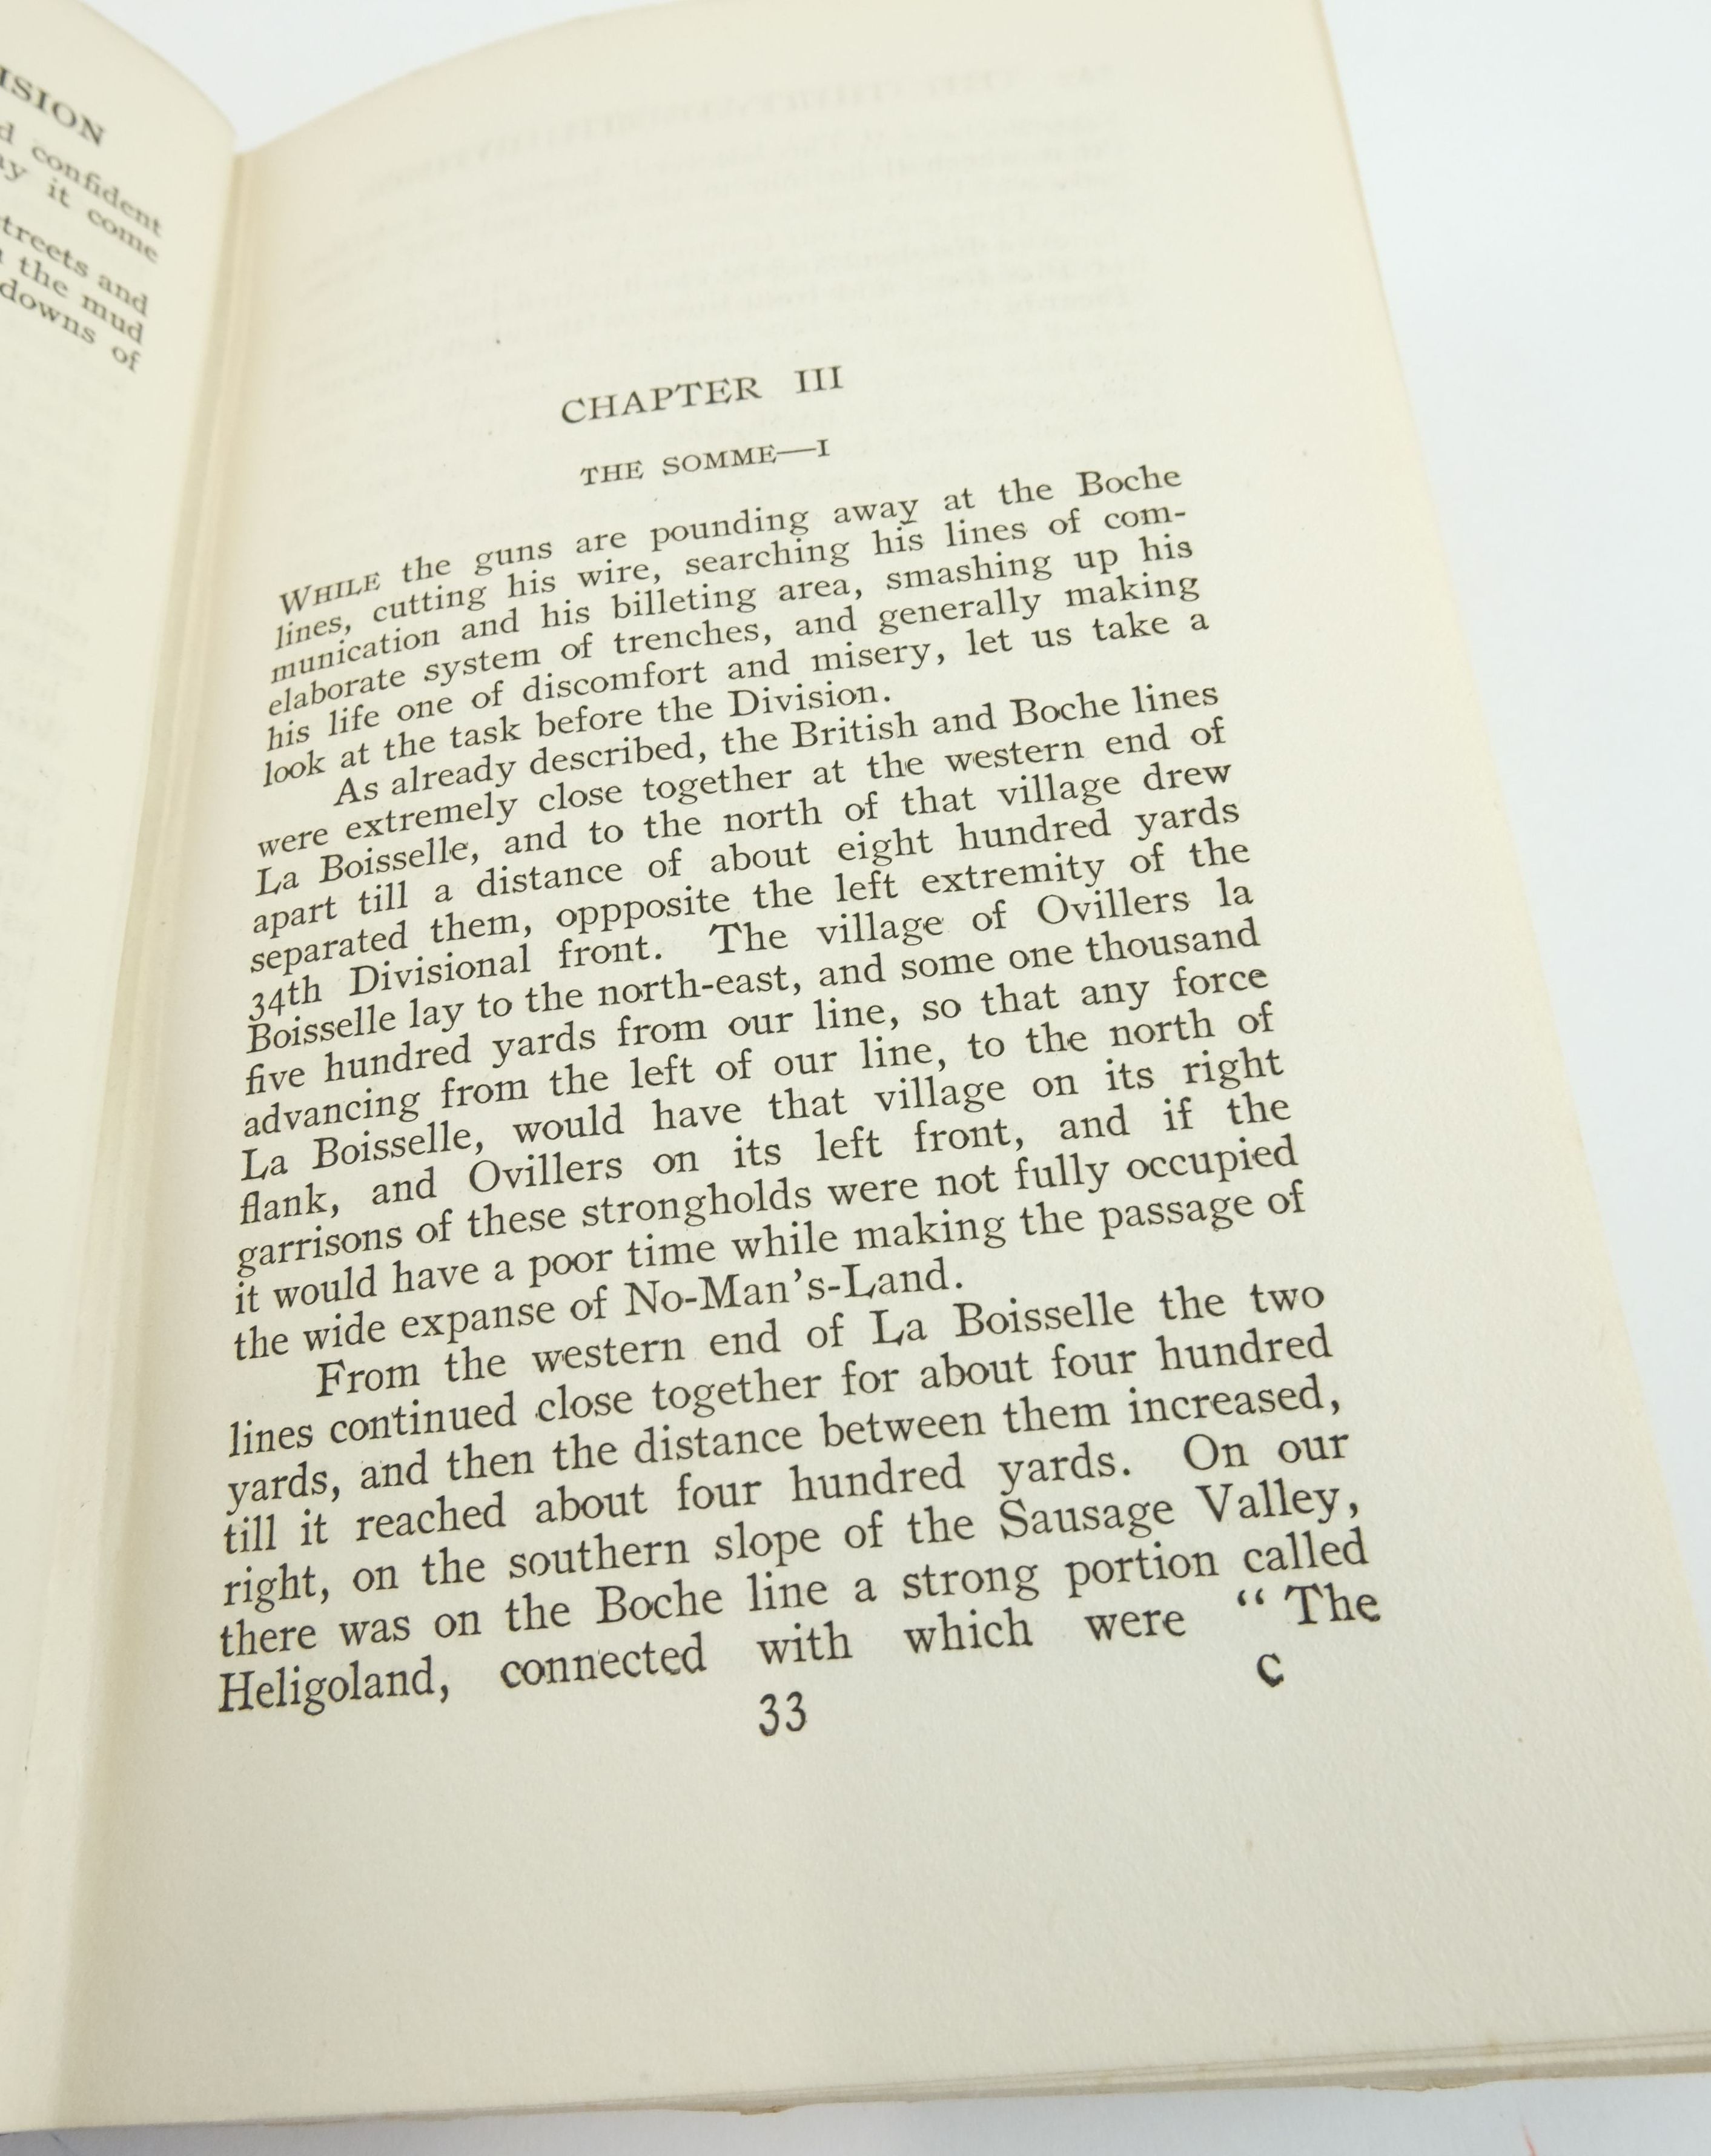 ISION
d confident
ay it come
treets and
the mud
downs of
CHAPTER III
THE SOMME—I
WHILE the guns are pounding away at the Boche
lines, cutting his wire, searching his lines of com-
munication and his billeting area, smashing up his
elaborate system of trenches, and generally making
his life one of discomfort and misery, let us take a
look at the task before the Division.
As already described, the British and Boche lines
were extremely close together at the western end of
La Boisselle, and to the north of that village drew
apart till a distance of about eight hundred yards
separated them, oppposite the left extremity of the
34th Divisional front. The village of Ovillers la
Boisselle lay to the north-east, and some one thousand
five hundred yards from our line, so that any force
advancing from the left of our line, to the north of
La Boisselle, would have that village on its right
flank, and Ovillers on its left front, and if the
garrisons of these strongholds were not fully occupied
it would have a poor time while making the passage of
the wide expanse of No-Man's-Land.
From the western end of La Boisselle the two
lines continued close together for about four hundred
yards, and then the distance between them increased,
till it reached about four hundred yards. On our
right, on the southern slope of the Sausage Valley,
there was on the Boche line a strong portion called
Heligoland, connected with which were “ The
33
C